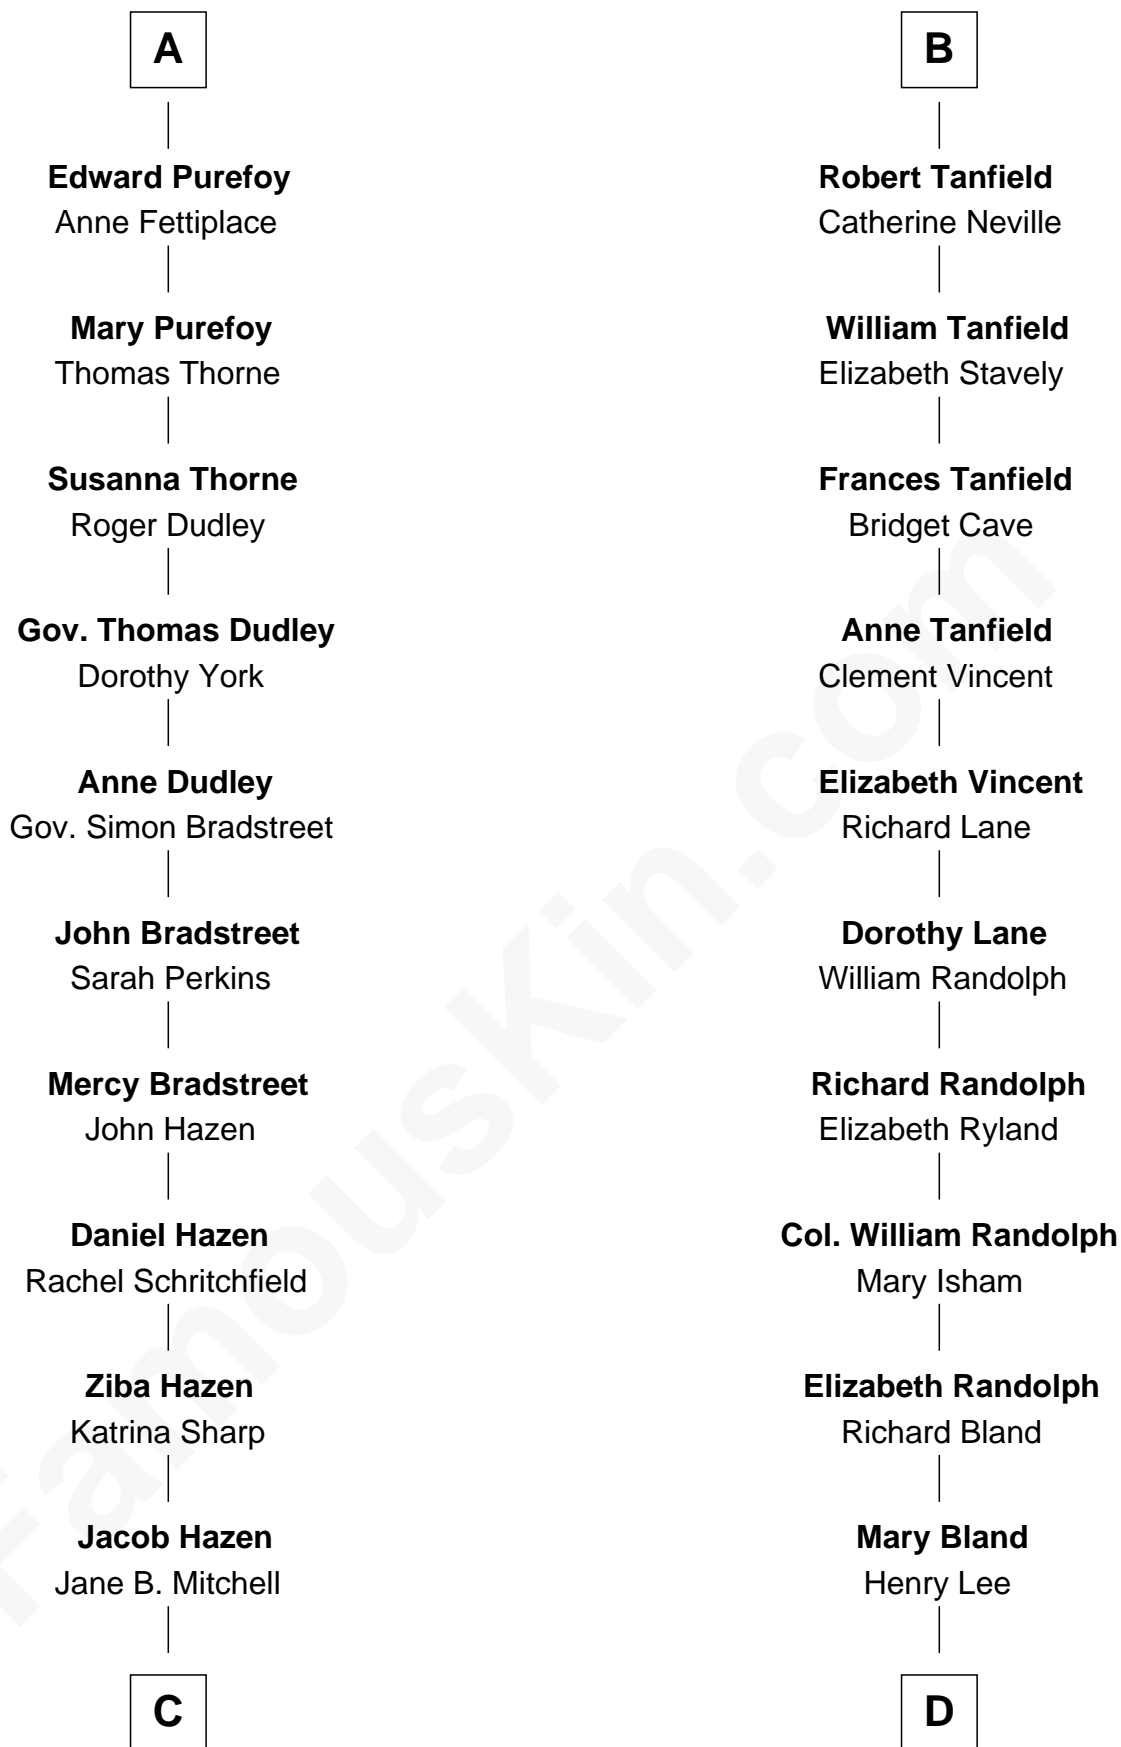 A
Edward Purefoy
Anne Fettiplace
Mary Purefoy
Thomas Thorne
Susanna Thorne
Roger Dudley
Gov. Thomas Dudley
Dorothy York
Anne Dudley
Gov. Simon Bradstreet
John Bradstreet
Sarah Perkins
Mercy Bradstreet
John Hazen
Daniel Hazen
Rachel Schritchfield
Ziba Hazen
Katrina Sharp
Jacob Hazen
Jane B. Mitchell
C
B
Robert Tanfield
Catherine Neville
William Tanfield
Elizabeth Stavely
Frances Tanfield
Bridget Cave
Anne Tanfield
Clement Vincent
Elizabeth Vincent
Richard Lane
Dorothy Lane
William Randolph
Richard Randolph
Elizabeth Ryland
Col. William Randolph
Mary Isham
Elizabeth Randolph
Richard Bland
Mary Bland
Henry Lee
D
FamousKin.com